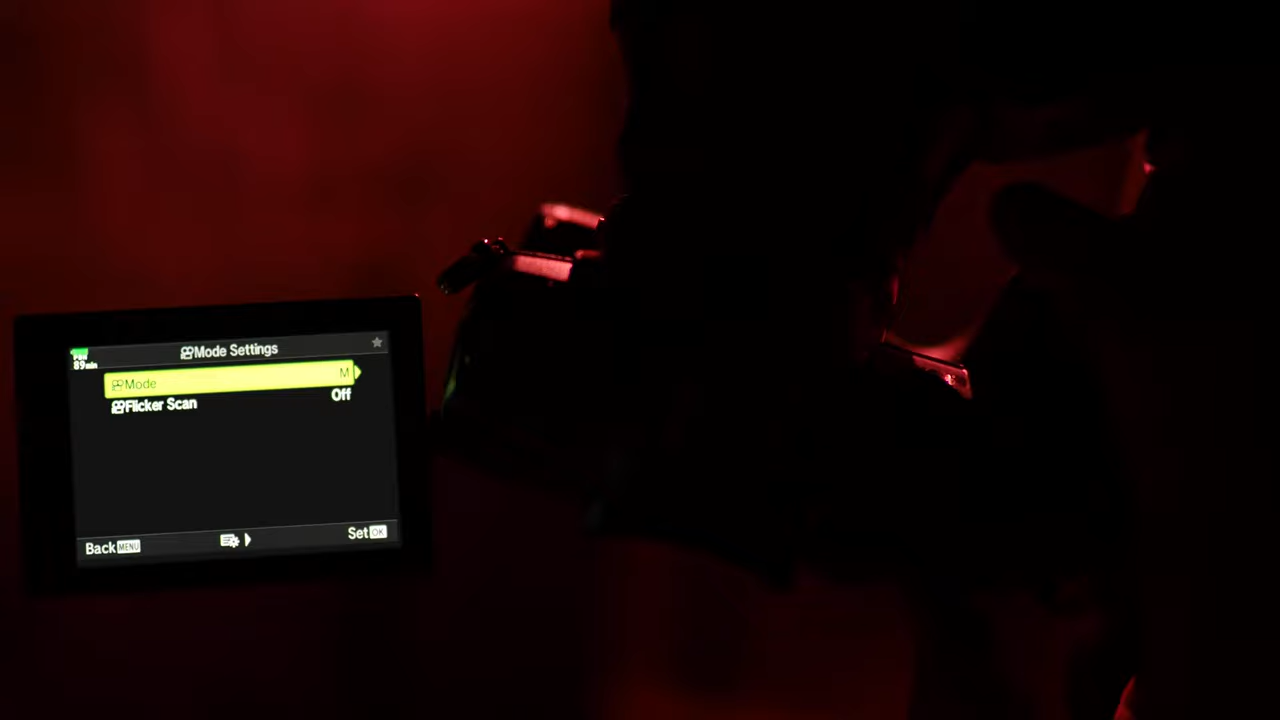 Mode Settings
89min
Mode M
Flicker Scan Off
Back MENU
Set OK